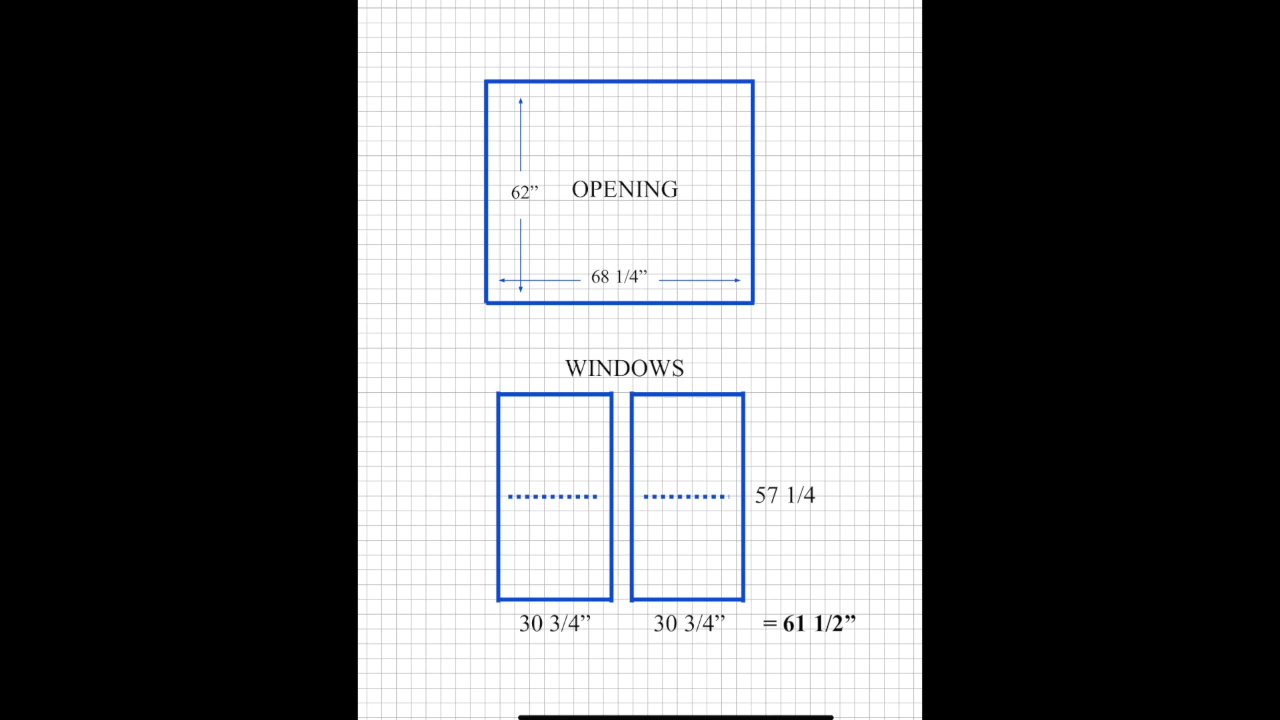 62” OPENING
68 1/4”
WINDOWS
57 1/4
30 3/4” 30 3/4” = 61 1/2”